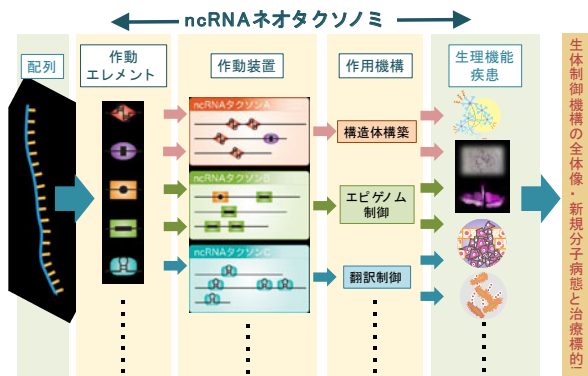 ncRNAネオタクソノミ
配列
作動
エレメント
作動装置
作用機構
生理機能
疾患
ncRNAタクソンA
ncRNAタクソンB
ncRNAタクソンC
構造体構築
エピゲノム
制御
翻訳制御
生体制御機構の全体像・新規分子病態と治療標的!